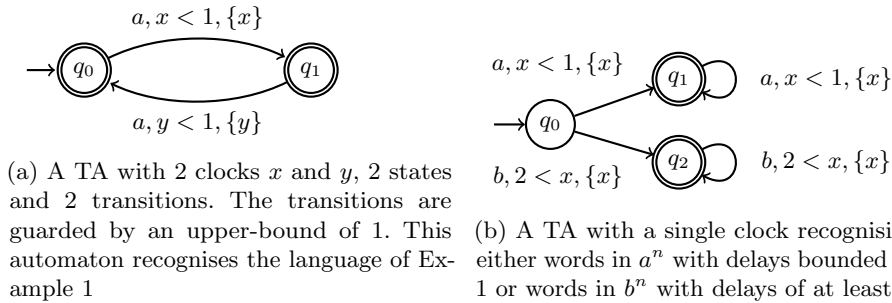 a, x < 1, {x}
q0
q1
a, y < 1, {y}
(a) A TA with 2 clocks x and y, 2 states
and 2 transitions. The transitions are
guarded by an upper-bound of 1. This
automaton recognises the language of Ex-
ample 1
a, x < 1, {x}
q1
a, x < 1, {x}
q0
b, 2 < x, {x}
q2
b, 2 < x, {x}
(b) A TA with a single clock recognisi
either words in aⁿ with delays bounded
1 or words in bⁿ with delays of at least